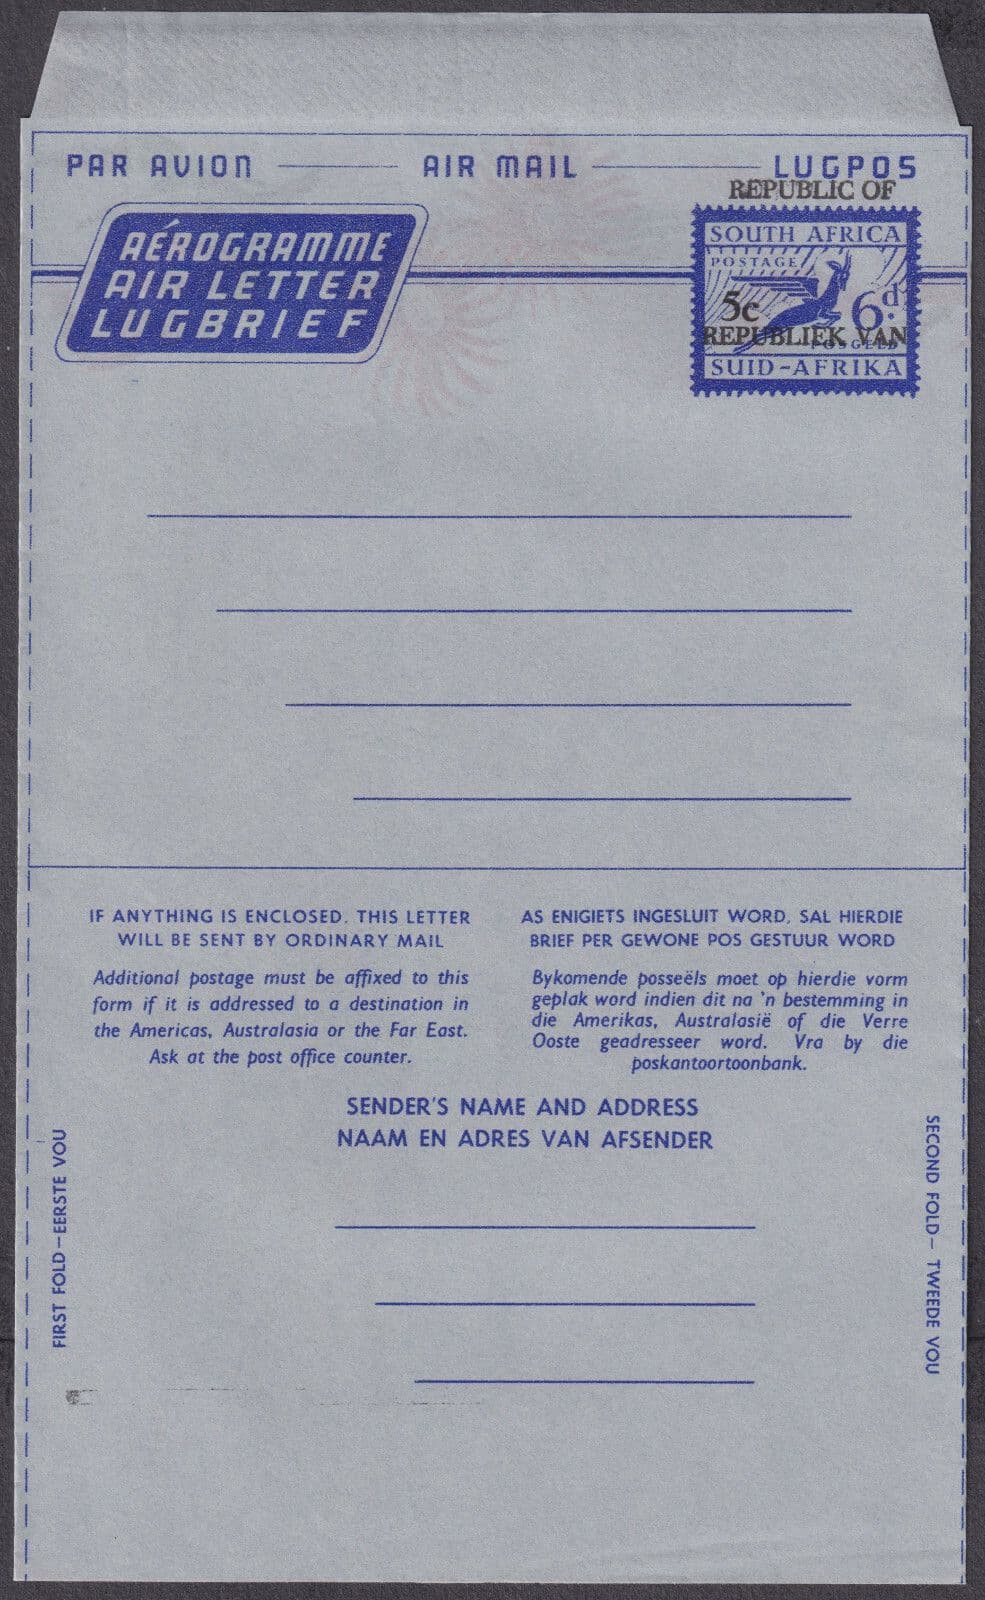 PAR AVION — AIR MAIL — LUGPOS
AÉROGRAMME
AIR LETTER
LUGBRIEF
REPUBLIC OF
SOUTH AFRICA
POSTAGE
5c 6d.
REPUBLIEK VAN
POSGELD
SUID-AFRIKA
IF ANYTHING IS ENCLOSED, THIS LETTER
WILL BE SENT BY ORDINARY MAIL
Additional postage must be affixed to this
form if it is addressed to a destination in
the Americas, Australasia or the Far East.
Ask at the post office counter.
AS ENIGIETS INGESLUIT WORD, SAL HIERDIE
BRIEF PER GEWONE POS GESTUUR WORD
Bykomende posseëls moet op hierdie vorm
geplak word indien dit na 'n bestemming in
die Amerikas, Australasië of die Verre
Ooste geadresseer word. Vra by die
poskantoortoonbank.
SENDER'S NAME AND ADDRESS
NAAM EN ADRES VAN AFSENDER
FIRST FOLD—EERSTE VOU
SECOND FOLD— TWEEDE VOU